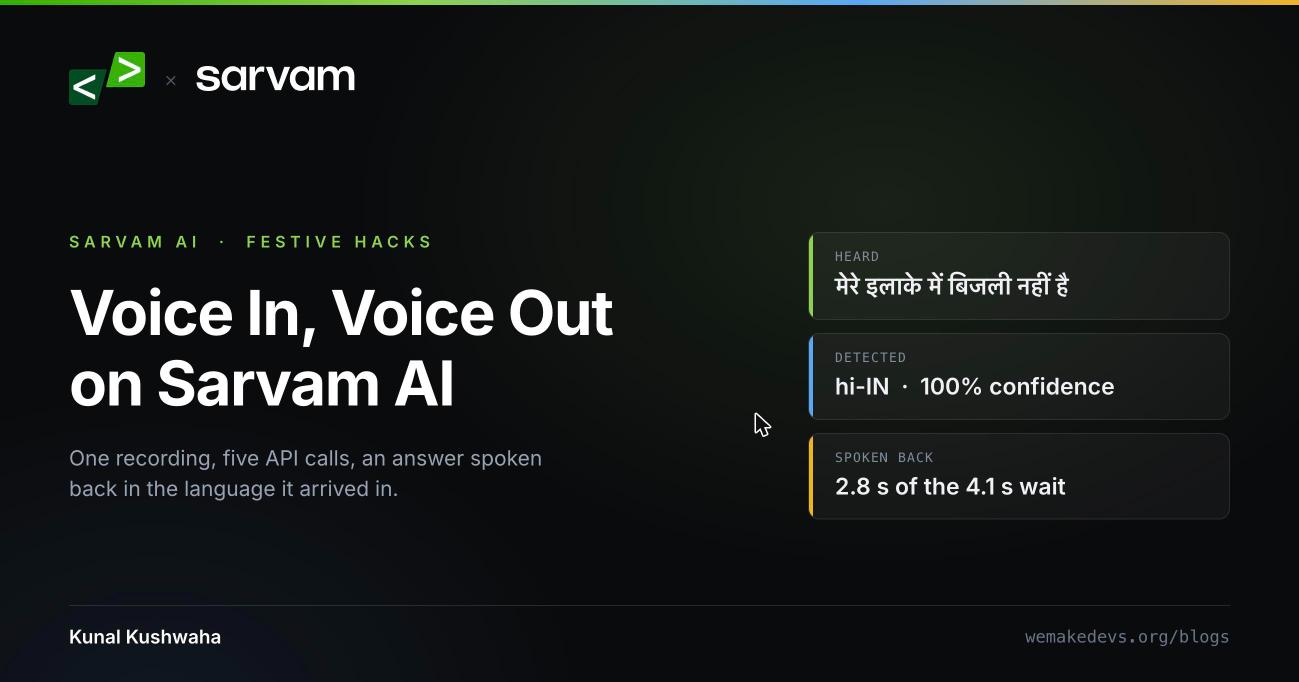 < > × sarvam
SARVAM AI · FESTIVE HACKS
Voice In, Voice Out
on Sarvam AI
One recording, five API calls, an answer spoken
back in the language it arrived in.
HEARD
मेरे इलाके में बिजली नहीं है
DETECTED
hi-IN · 100% confidence
SPOKEN BACK
2.8 s of the 4.1 s wait
Kunal Kushwaha
wemakedevs.org/blogs